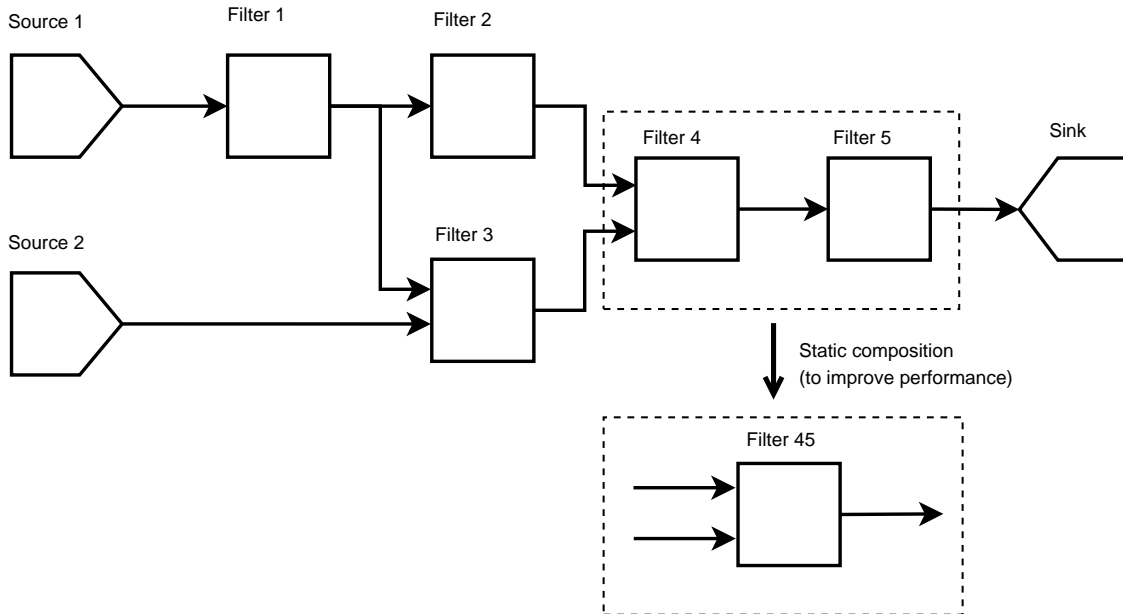 Source 1
Filter 1
Filter 2
Filter 4
Filter 5
Sink
Source 2
Filter 3
Static composition
(to improve performance)
Filter 45